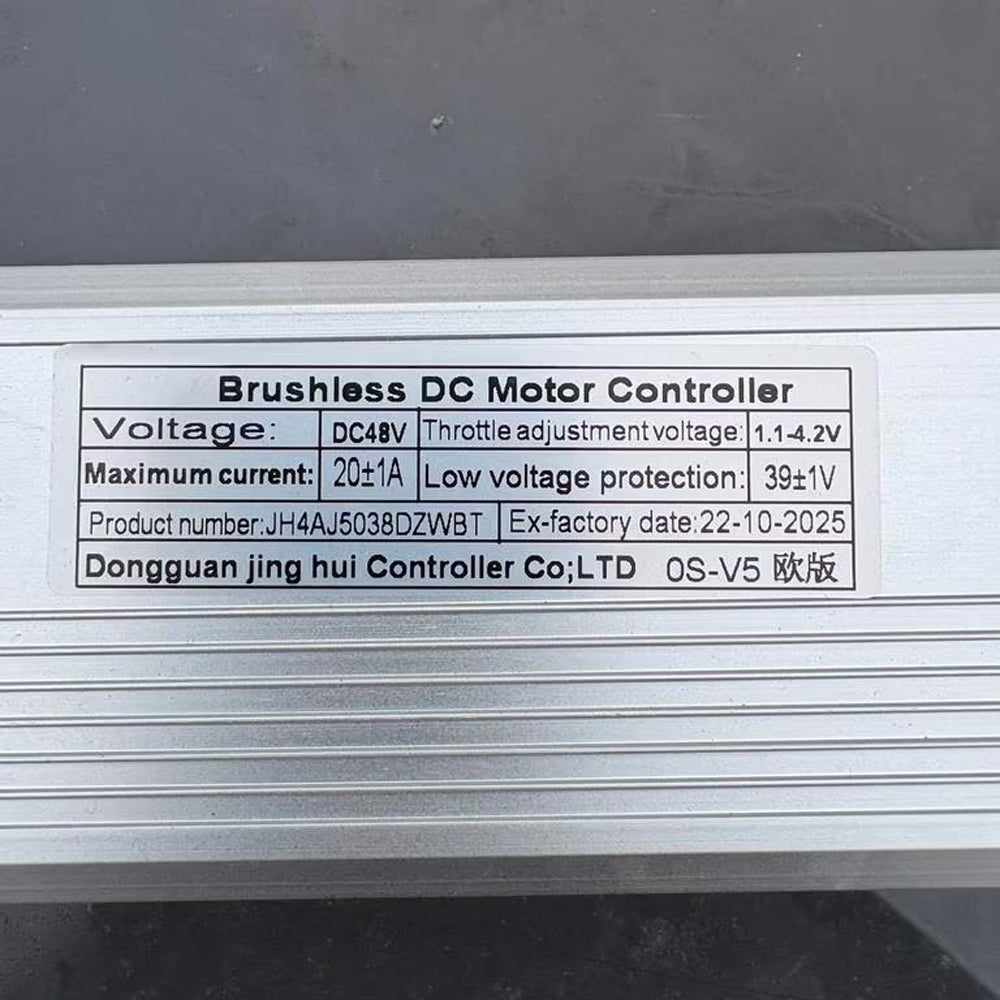 Brushless DC Motor Controller
Voltage: DC48V Throttle adjustment voltage: 1.1-4.2V
Maximum current: 20±1A Low voltage protection: 39±1V
Product number:JH4AJ5038DZWBT Ex-factory date:22-10-2025
Dongguan jing hui Controller Co;LTD 0S-V5 欧版